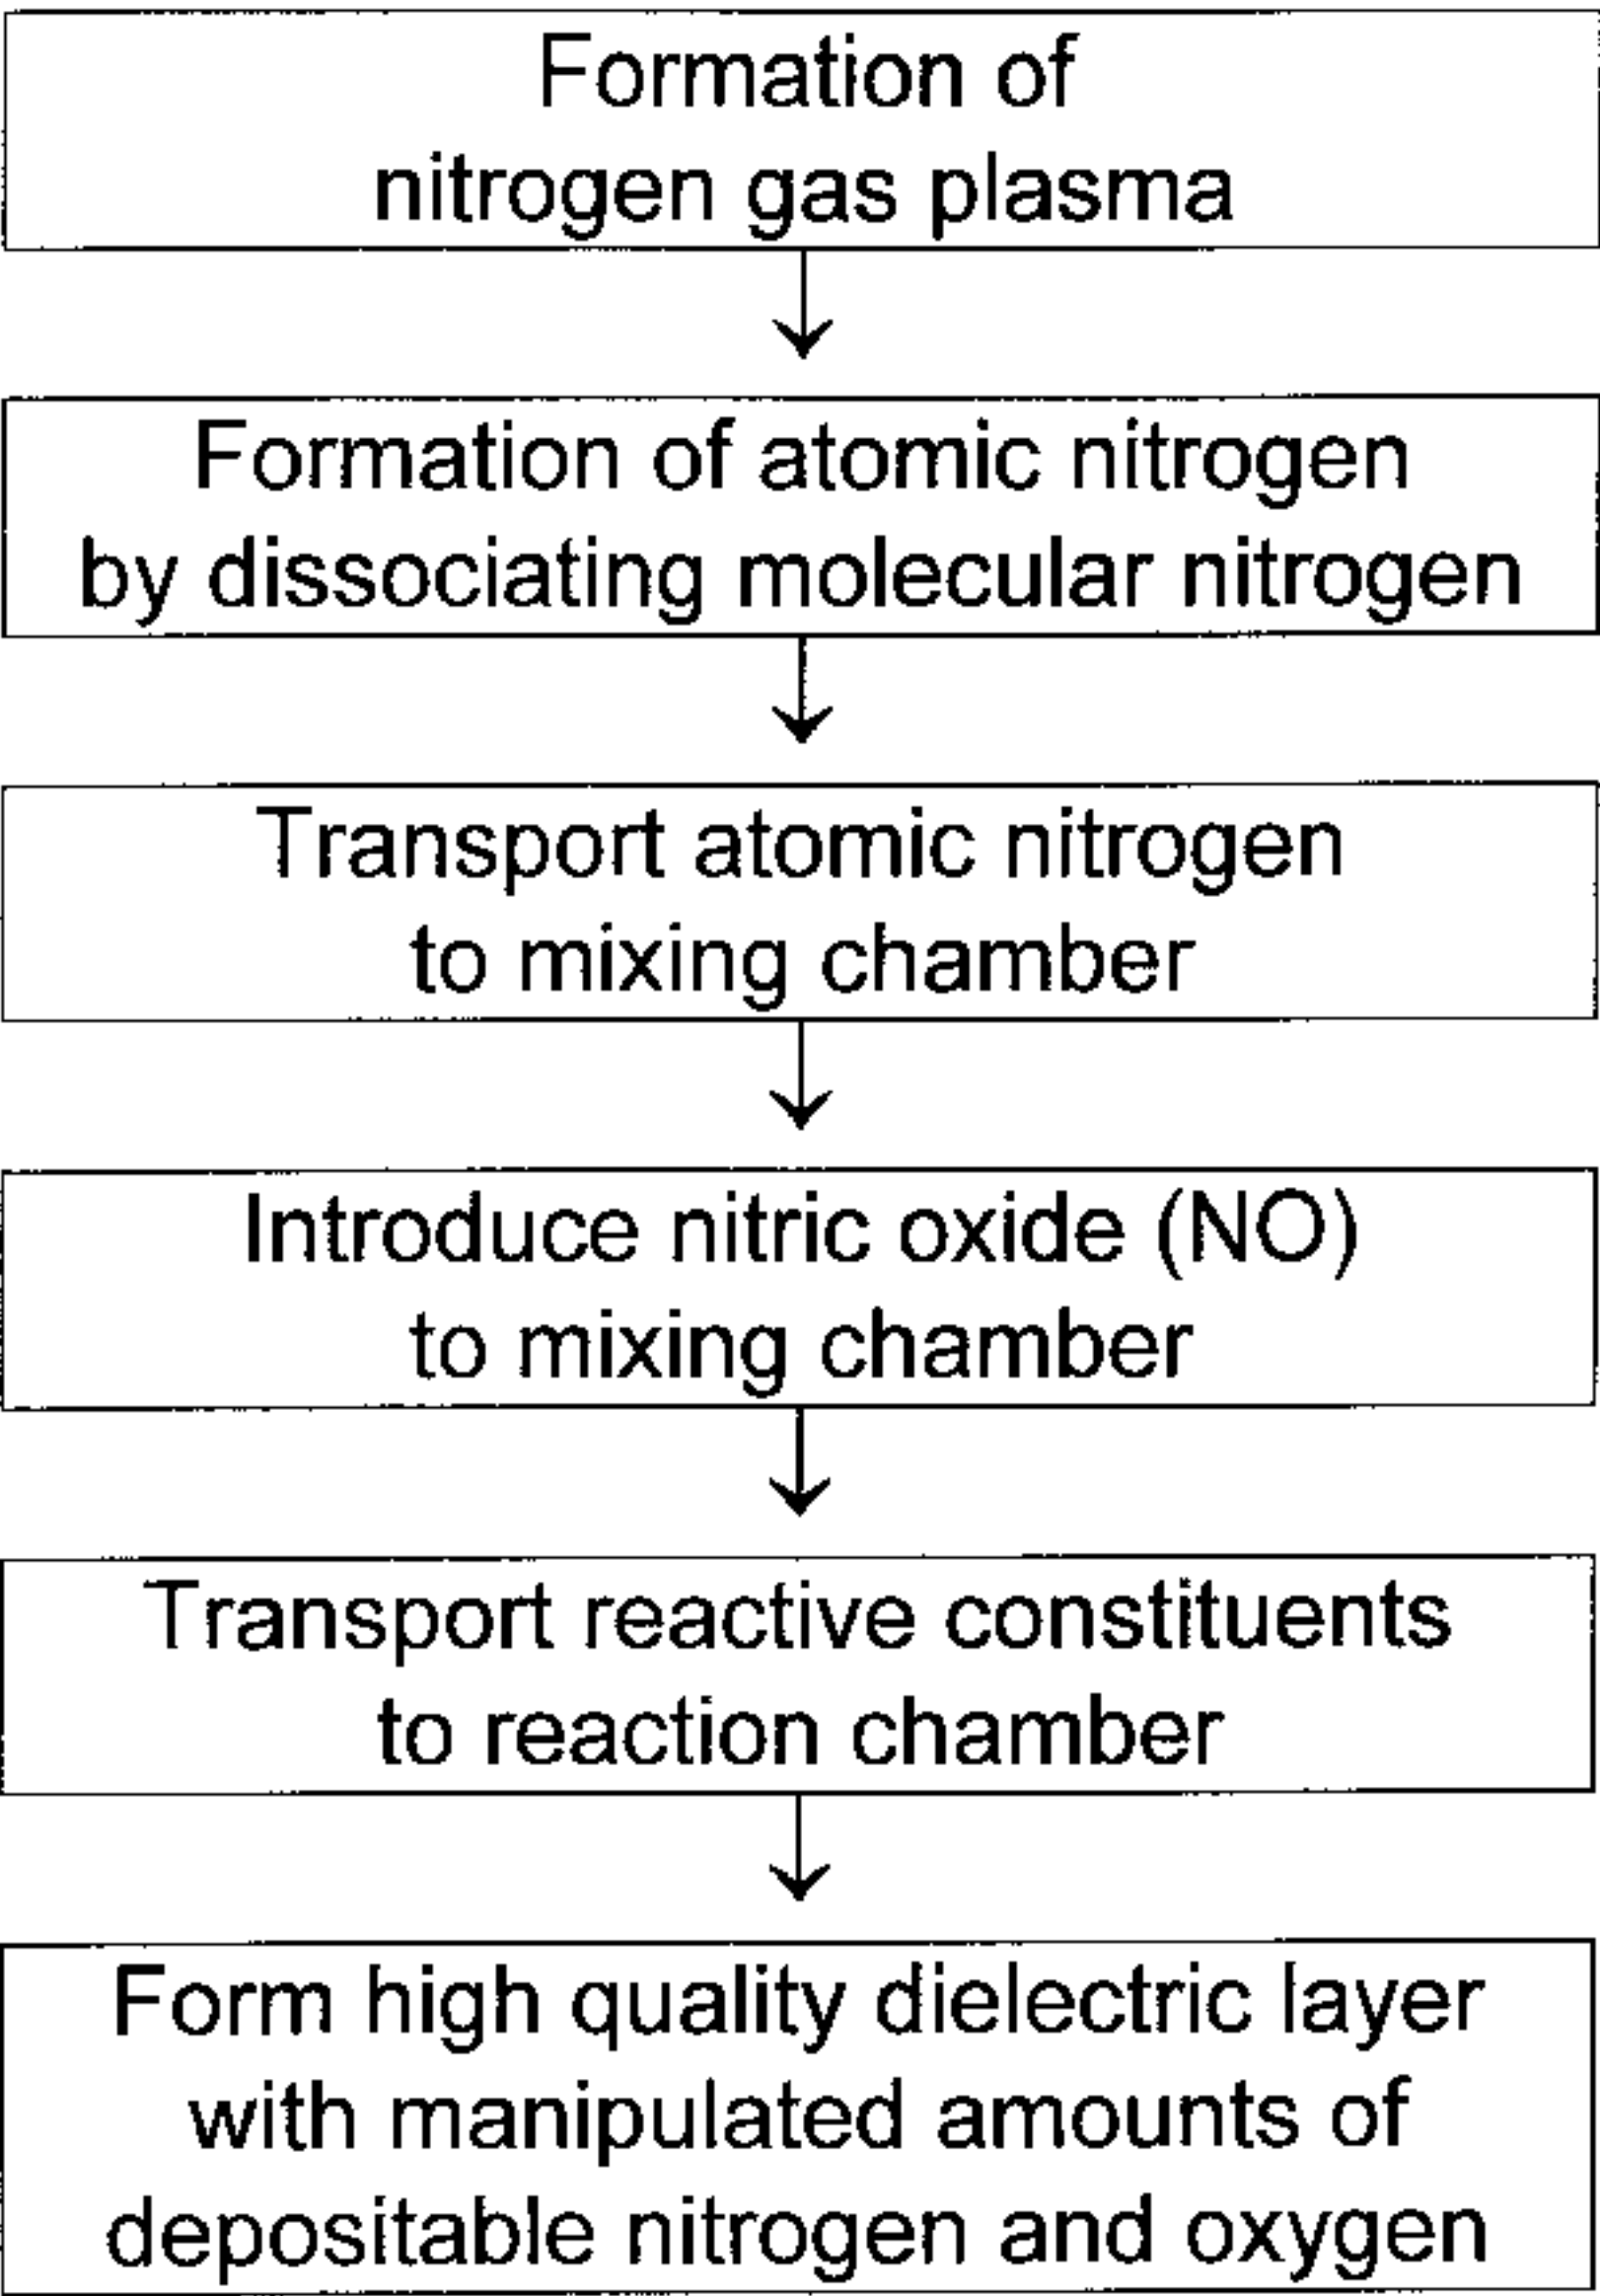 Formation of
nitrogen gas plasma
Formation of atomic nitrogen
by dissociating molecular nitrogen
Transport atomic nitrogen
to mixing chamber
Introduce nitric oxide (NO)
to mixing chamber
Transport reactive constituents
to reaction chamber
Form high quality dielectric layer
with manipulated amounts of
depositable nitrogen and oxygen